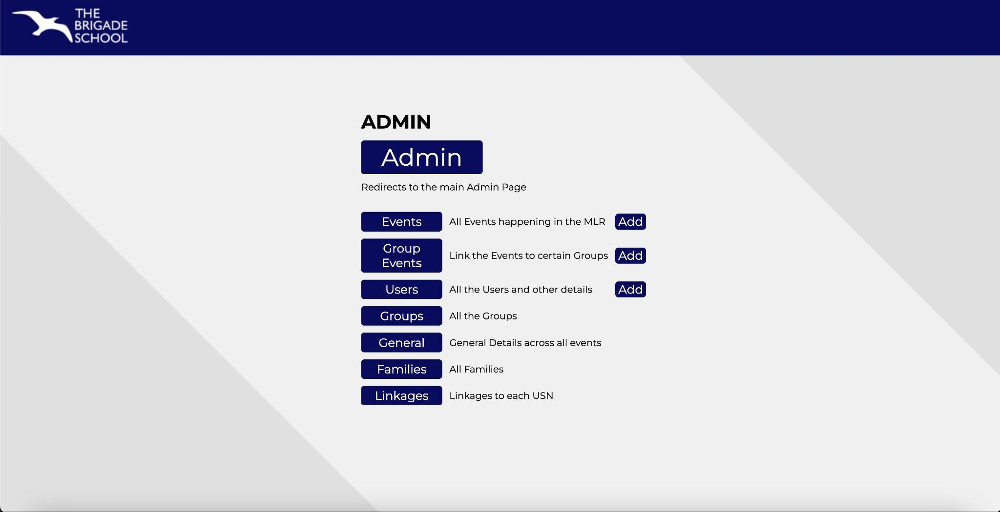 THE
BRIGADE
SCHOOL
ADMIN
Admin
Redirects to the main Admin Page
Events All Events happening in the MLR Add
Group
Events
Link the Events to certain Groups Add
Users All the Users and other details Add
Groups All the Groups
General General Details across all events
Families All Families
Linkages Linkages to each USN